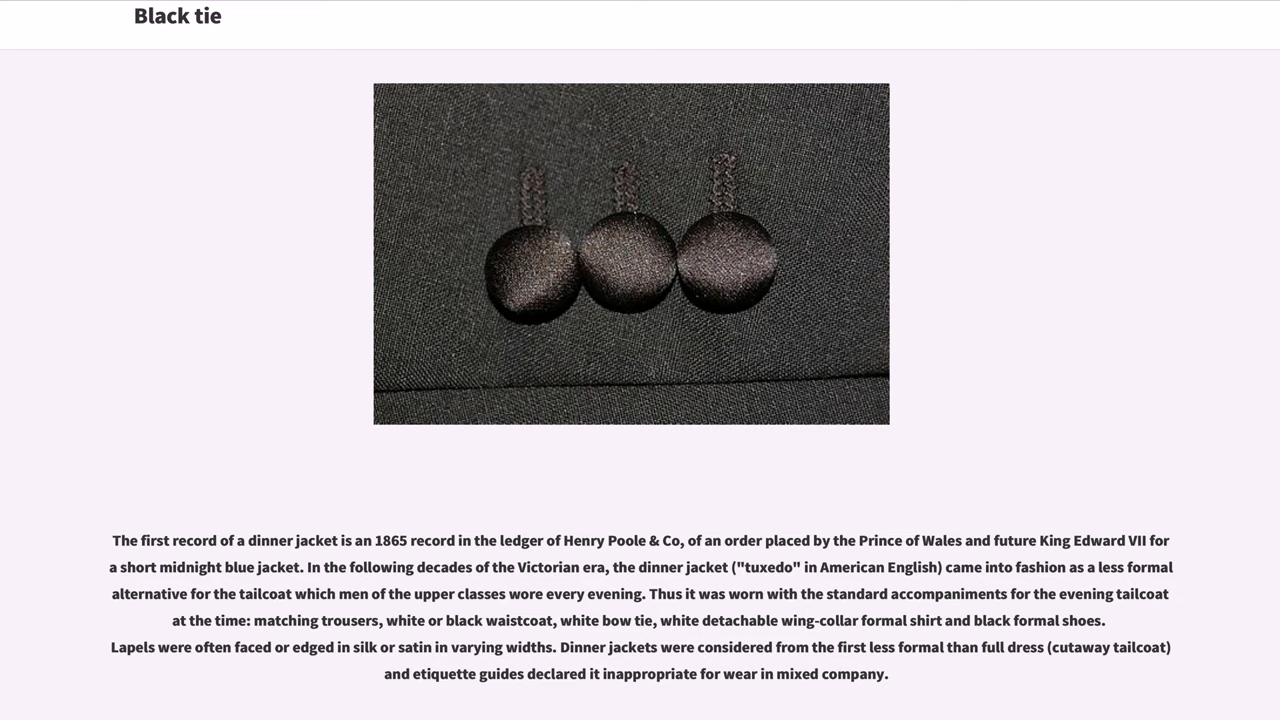 Black tie
The first record of a dinner jacket is an 1865 record in the ledger of Henry Poole & Co, of an order placed by the Prince of Wales and future King Edward VII for
a short midnight blue jacket. In the following decades of the Victorian era, the dinner jacket ("tuxedo" in American English) came into fashion as a less formal
alternative for the tailcoat which men of the upper classes wore every evening. Thus it was worn with the standard accompaniments for the evening tailcoat
at the time: matching trousers, white or black waistcoat, white bow tie, white detachable wing-collar formal shirt and black formal shoes.
Lapels were often faced or edged in silk or satin in varying widths. Dinner jackets were considered from the first less formal than full dress (cutaway tailcoat)
and etiquette guides declared it inappropriate for wear in mixed company.